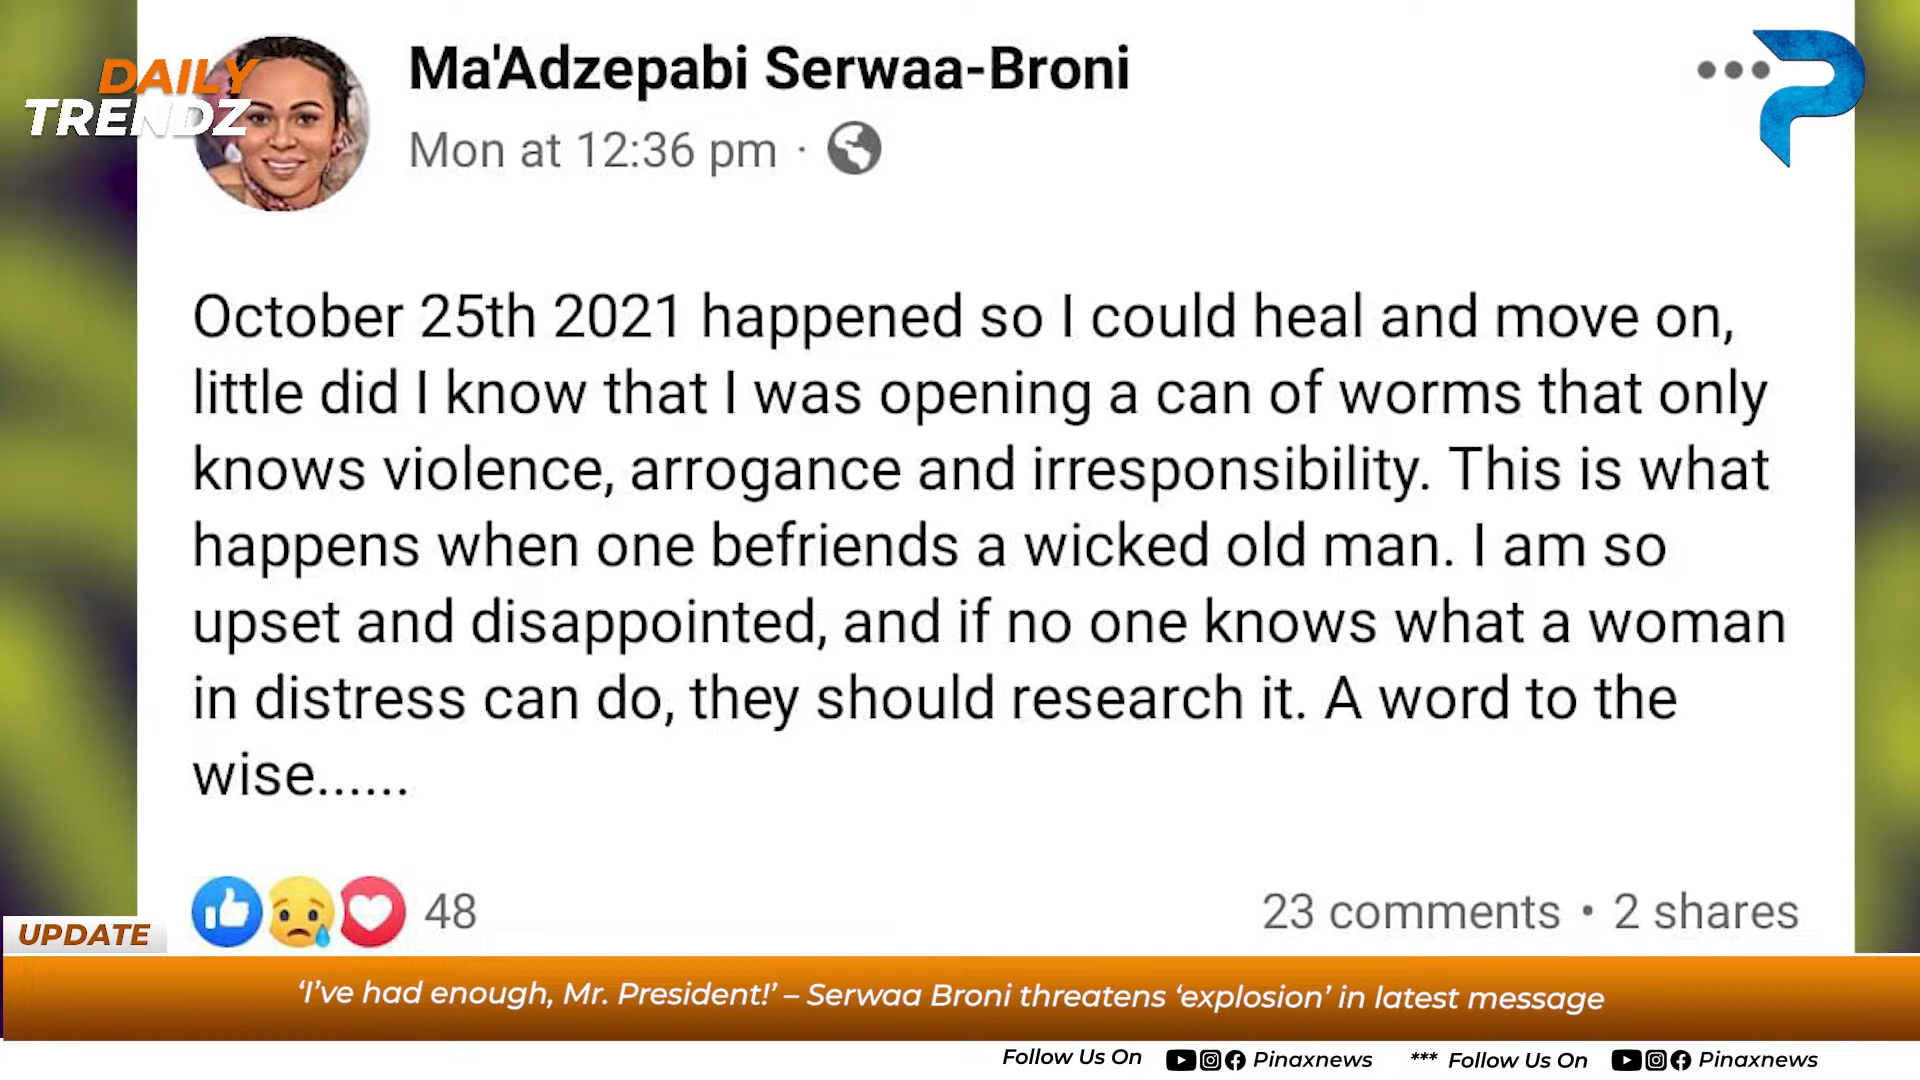 DAILY
TRENDZ
Ma'Adzepabi Serwaa-Broni
Mon at 12:36 pm ·
October 25th 2021 happened so I could heal and move on,
little did I know that I was opening a can of worms that only
knows violence, arrogance and irresponsibility. This is what
happens when one befriends a wicked old man. I am so
upset and disappointed, and if no one knows what a woman
in distress can do, they should research it. A word to the
wise......
48
23 comments • 2 shares
UPDATE
‘I’ve had enough, Mr. President!’ – Serwaa Broni threatens ‘explosion’ in latest message
Follow Us On Pinaxnews *** Follow Us On Pinaxnews